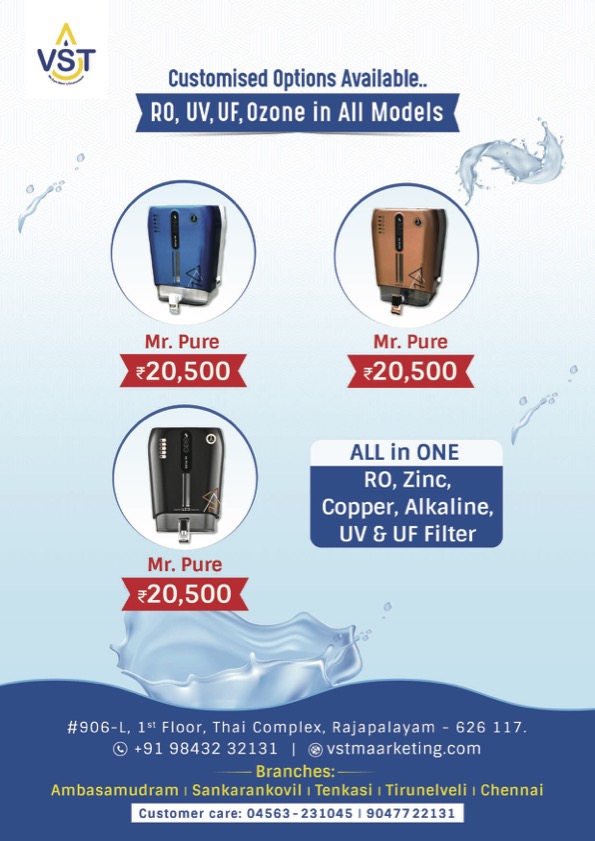 VST
Customised Options Available..
RO, UV, UF, Ozone in All Models
Mr. Pure
₹20,500
Mr. Pure
₹20,500
Mr. Pure
₹20,500
ALL in ONE
RO, Zinc,
Copper, Alkaline,
UV & UF Filter
#906-L, 1st Floor, Thai Complex, Rajapalayam - 626 117.
+91 98432 32131 | vstmaarketing.com
Branches:
Ambasamudram | Sankarankovil | Tenkasi | Tirunelveli | Chennai
Customer care: 04563-231045 | 9047722131